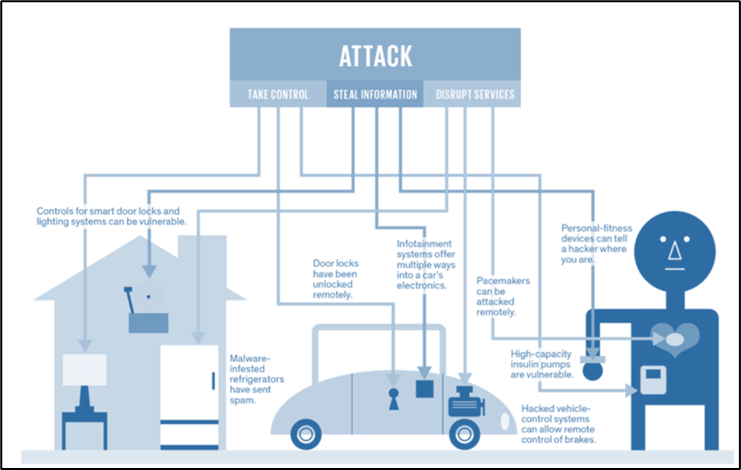 ATTACK
TAKE CONTROL
STEAL INFORMATION
DISRUPT SERVICES
Controls for smart door locks and
lighting systems can be vulnerable.
Door locks
have been
unlocked
remotely.
Infotainment
systems offer
multiple ways
into a car's
electronics.
Pacemakers
can be
attacked
remotely.
Personal-fitness
devices can tell
a hacker where
you are.
Malware-
infested
refrigerators
have sent
spam.
High-capacity
insulin pumps
are vulnerable.
Hacked vehicle-
control systems
can allow remote
control of brakes.